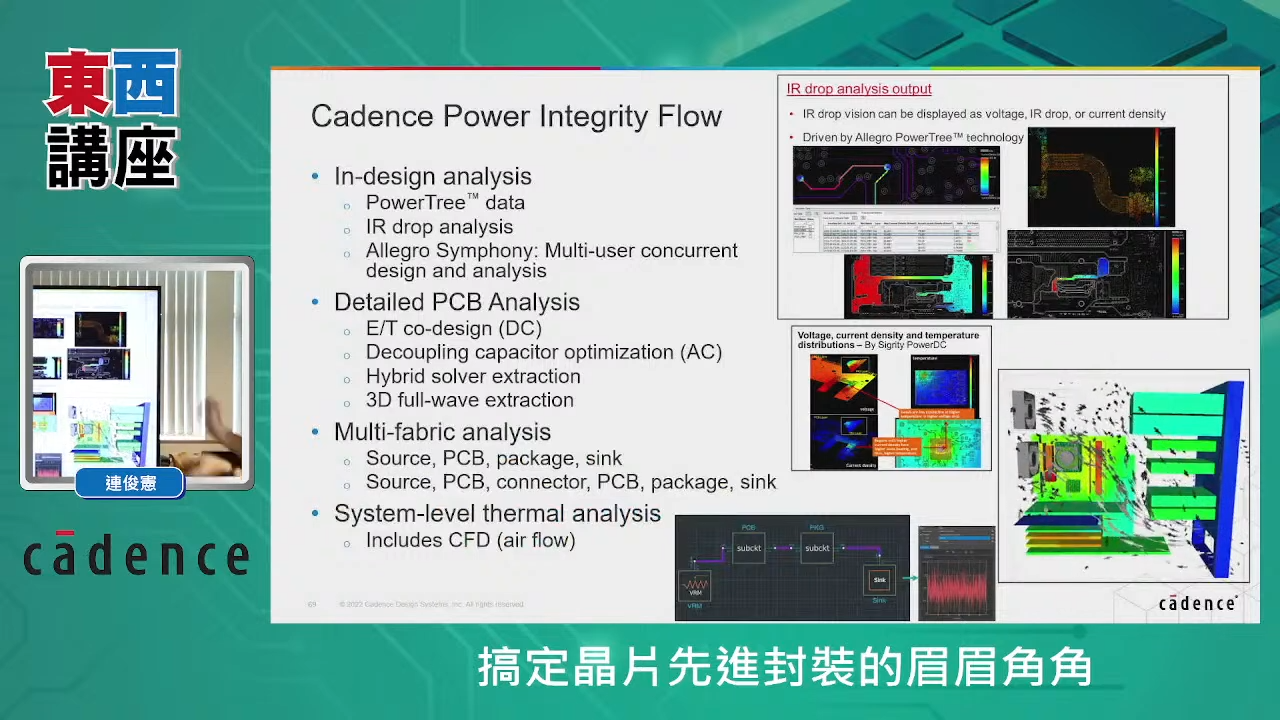 東西
講座
Cadence Power Integrity Flow
• In-design analysis
○ PowerTree™ data
○ IR drop analysis
○ Allegro Symphony: Multi-user concurrent
design and analysis
• Detailed PCB Analysis
○ E/T co-design (DC)
○ Decoupling capacitor optimization (AC)
○ Hybrid solver extraction
○ 3D full-wave extraction
• Multi-fabric analysis
○ Source, PCB, package, sink
○ Source, PCB, connector, PCB, package, sink
• System-level thermal analysis
○ Includes CFD (air flow)
IR drop analysis output
• IR drop vision can be displayed as voltage, IR drop, or current density
• Driven by Allegro PowerTree™ technology
Voltage, current density and temperature
distributions – By Sigrity PowerDC
temperature
voltage
Current density
PCB
PKG
subckt
subckt
VRM
VRM
Sink
Sink
69
© 2022 Cadence Design Systems, Inc. All rights reserved.
cādence
連俊憲
cādence
搞定晶片先進封裝的眉眉角角